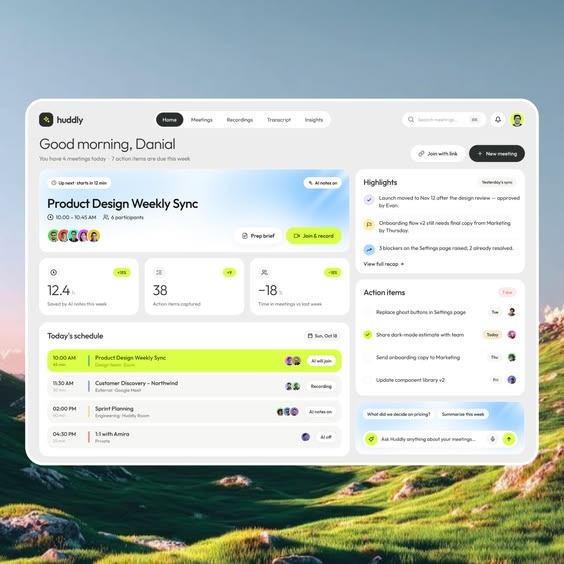 huddly
Home
Meetings
Recordings
Transcript
Insights
Search meetings...
Good morning, Danial
You have 4 meetings today · 7 action items are due this week
Join with link
New meeting
Up next · starts in 12 min
AI notes on
Product Design Weekly Sync
10:00 – 10:45 AM
6 participants
Prep brief
Join & record
+18%
12.4 h
Saved by AI notes this week
+9
38
Action items captured
−18 %
Time in meetings vs last week
Today's schedule
Sun, Oct 18
10:00 AM
45 min
Product Design Weekly Sync
Design team · Zoom
AI will join
11:30 AM
30 min
Customer Discovery – Northwind
External · Google Meet
Recording
02:00 PM
60 min
Sprint Planning
Engineering · Huddly Room
AI notes on
04:30 PM
1:1 with Amira
Private
AI off
Highlights
Yesterday's sync
Launch moved to Nov 12 after the design review — approved
by Evan.
Onboarding flow v2 still needs final copy from Marketing
by Thursday.
3 blockers on the Settings page raised; 2 already resolved.
View full recap
Action items
7 due
Replace ghost buttons in Settings page
Tue
Share dark-mode estimate with team
Today
Send onboarding copy to Marketing
Thu
Update component library v2
Fri
What did we decide on pricing?
Summarize this week
Ask Huddly anything about your meetings...